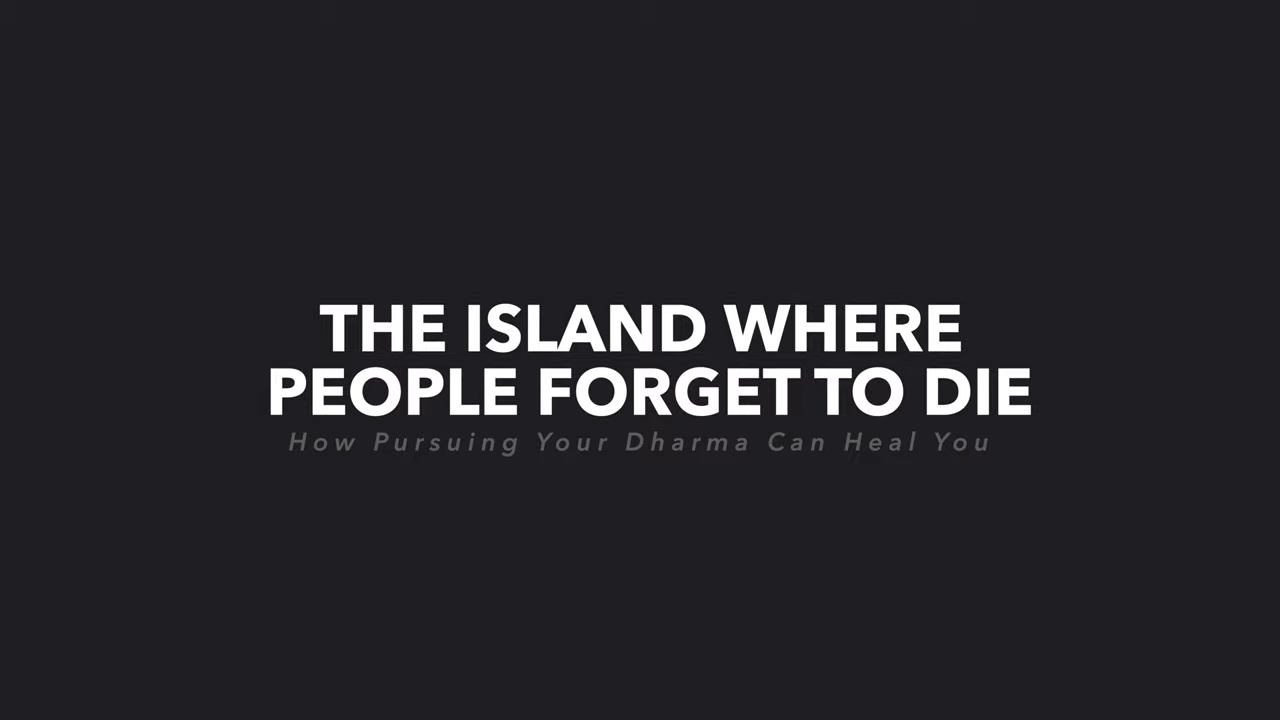 THE ISLAND WHERE
PEOPLE FORGET TO DIE
How Pursuing Your Dharma Can Heal You